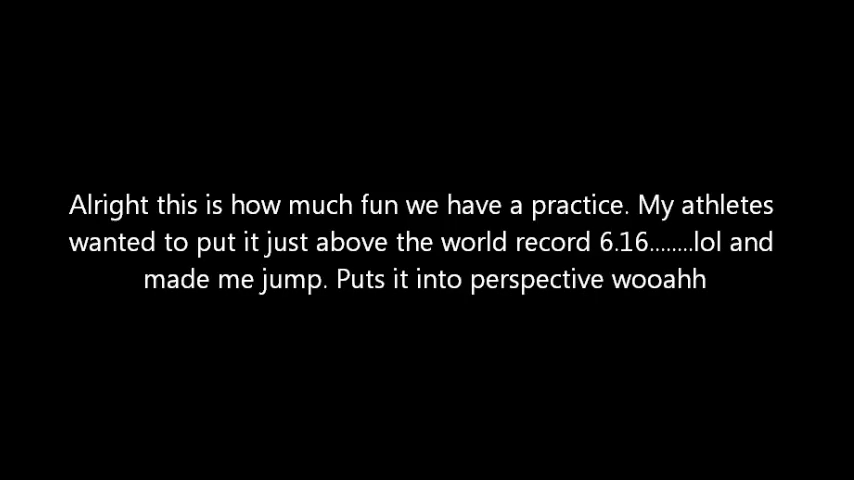 Alright this is how much fun we have a practice. My athletes
wanted to put it just above the world record 6.16........lol and
made me jump. Puts it into perspective wooahh